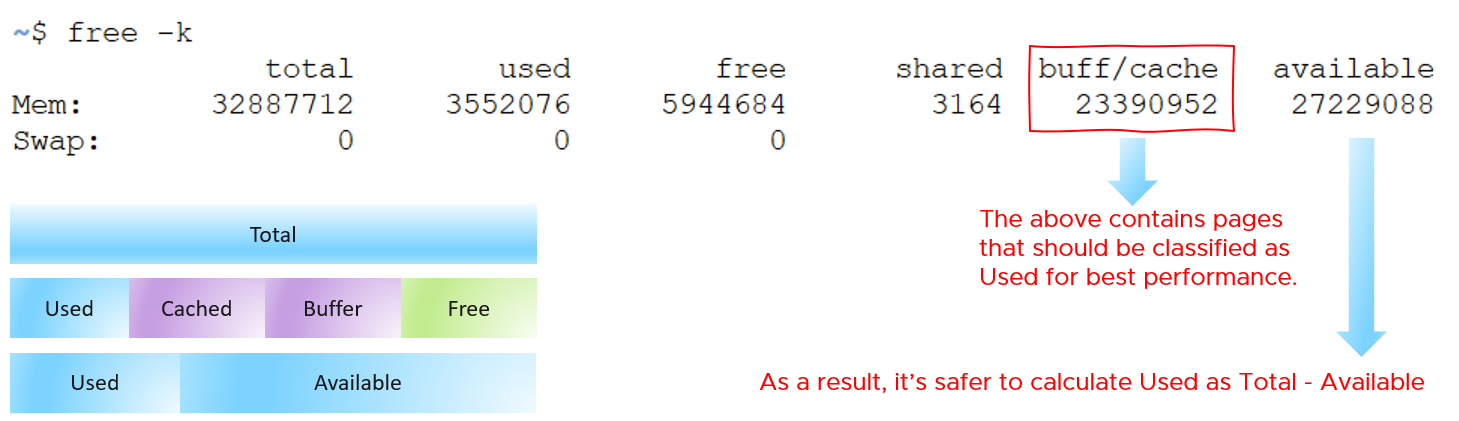 ~$ free -k
total used free shared buff/cache available
Mem: 32887712 3552076 5944684 3164 23390952 27229088
Swap: 0 0 0
The above contains pages
that should be classified as
Used for best performance.
Total
Used Cached Buffer Free
Used Available
As a result, it’s safer to calculate Used as Total - Available